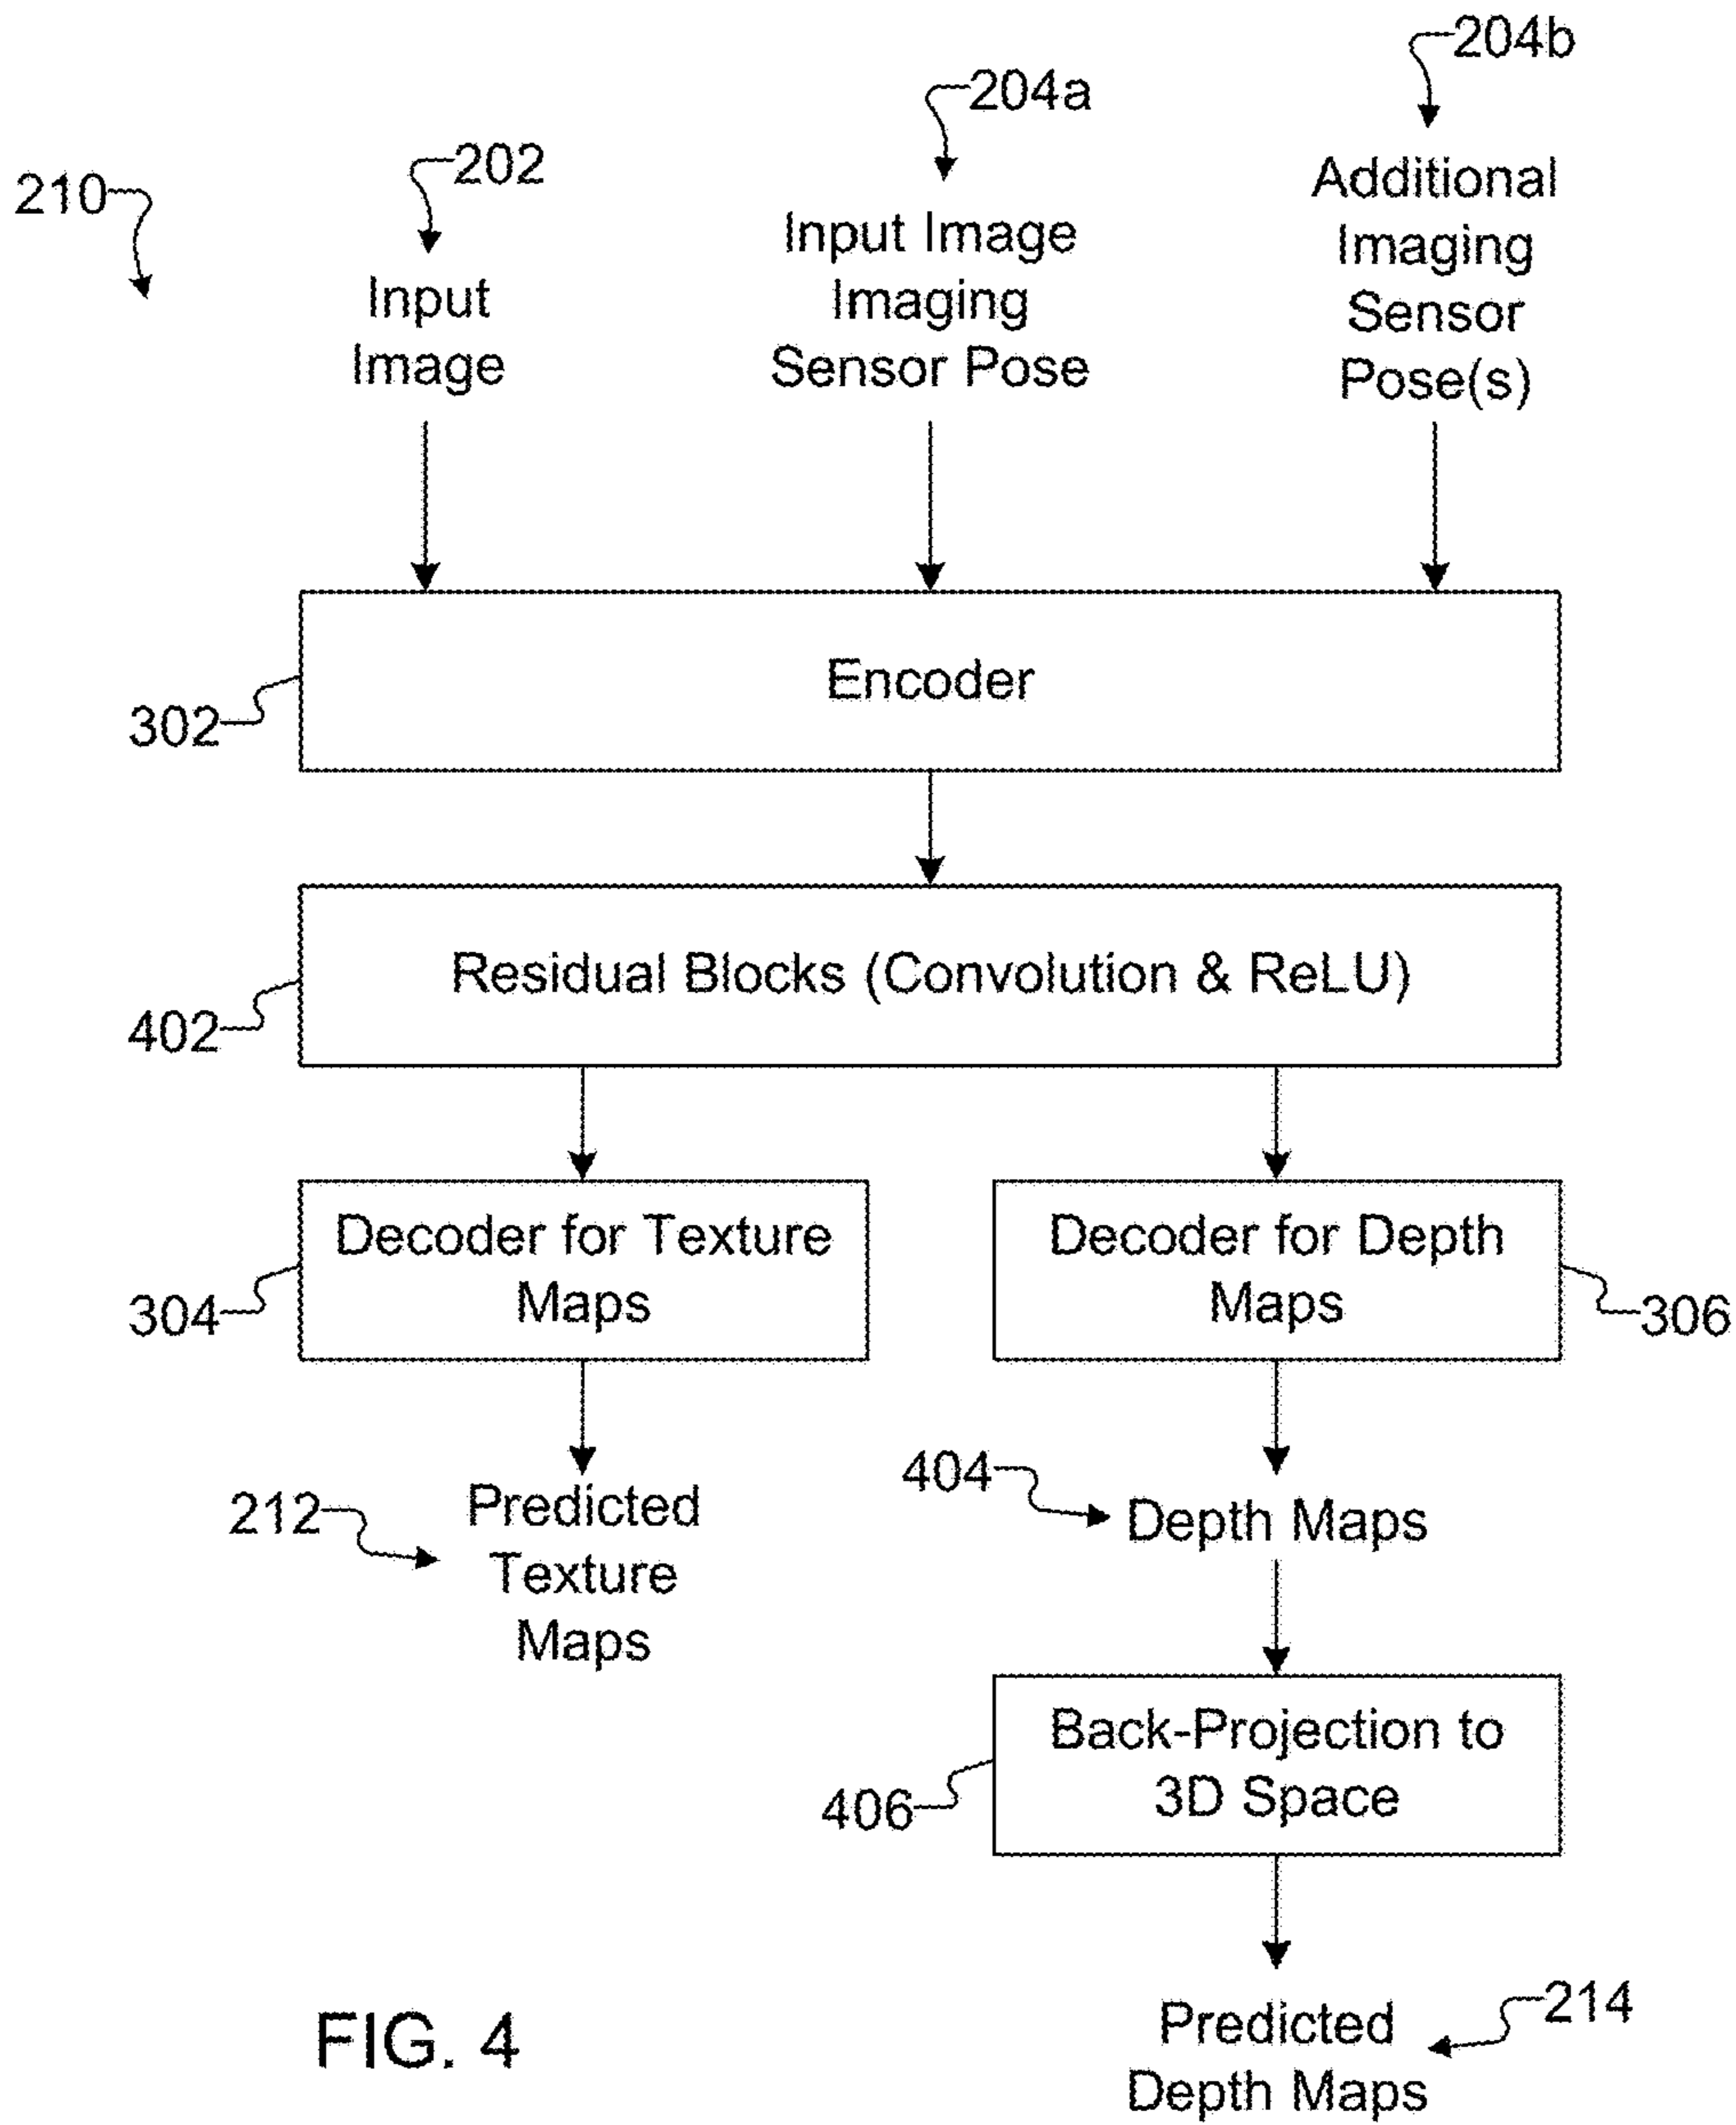 204b
204a
202
210
Additional
Imaging
Sensor
Pose(s)
Input Image
Imaging
Sensor Pose
Input
Image
Encoder
302
Residual Blocks (Convolution & ReLU)
402
Decoder for Texture
Maps
304
Decoder for Depth
Maps
306
212
Predicted
Texture
Maps
404
Depth Maps
Back-Projection to
3D Space
406
Predicted
Depth Maps
214
FIG. 4